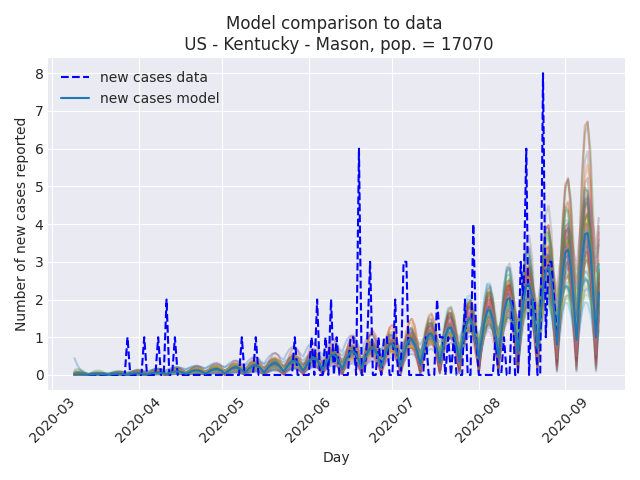 Model comparison to data
US - Kentucky - Mason, pop. = 17070
new cases data
new cases model
Number of new cases reported
8
7
6
5
4
3
2
1
0
2020-03
2020-04
2020-05
2020-06
2020-07
2020-08
2020-09
Day